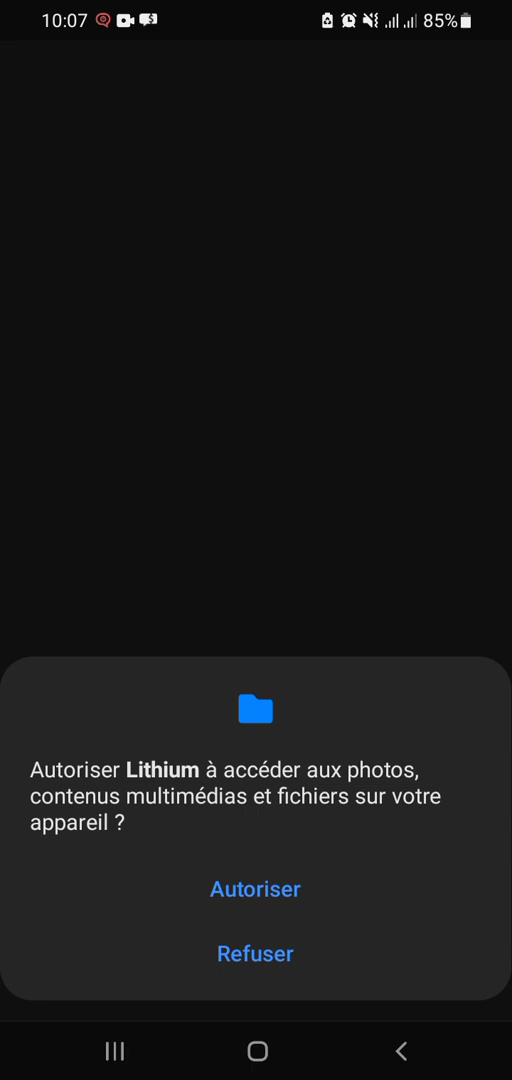 10:07 85%
Autoriser Lithium à accéder aux photos,
contenus multimédias et fichiers sur votre
appareil ?
Autoriser
Refuser